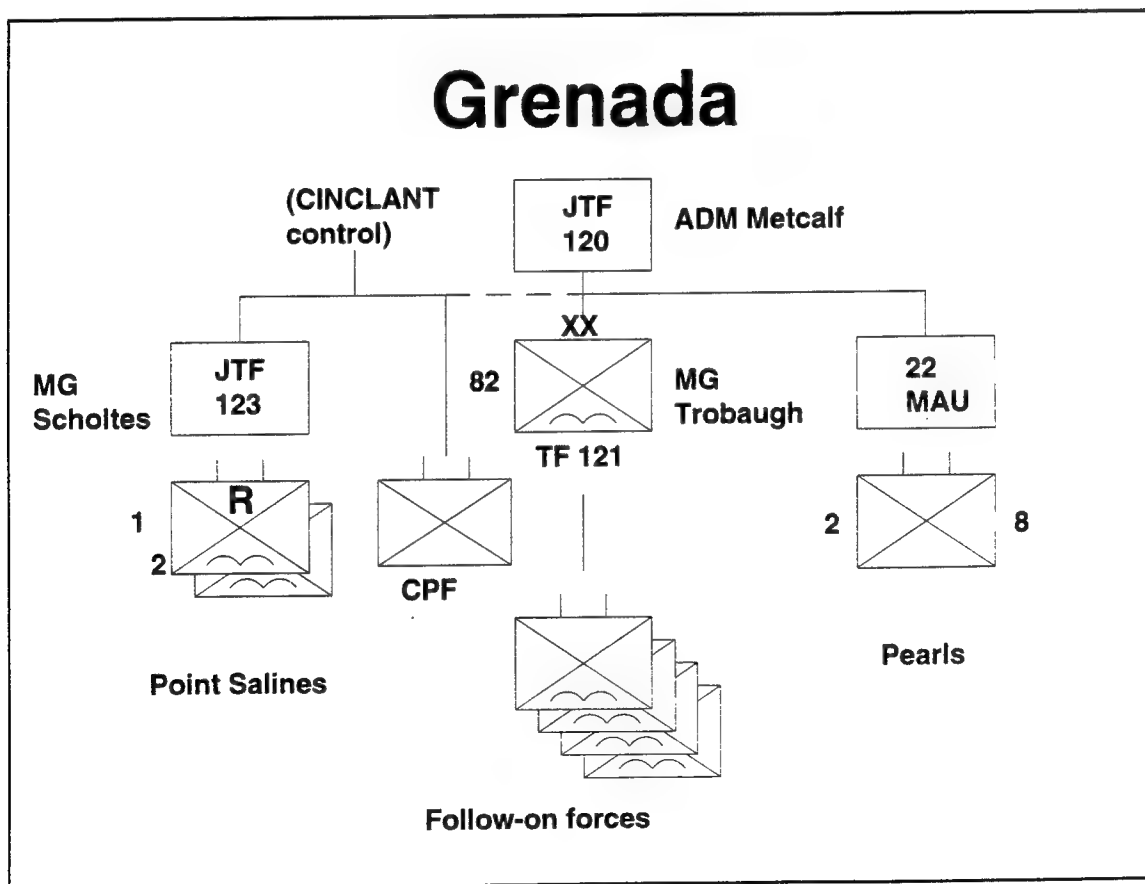 Grenada
(CINCLANT
control)
JTF
120
ADM Metcalf
XX
MG
Scholtes
JTF
123
82
MG
Trobaugh
22
MAU
TF 121
1
2
R
CPF
2
8
Point Salines
Pearls
Follow-on forces